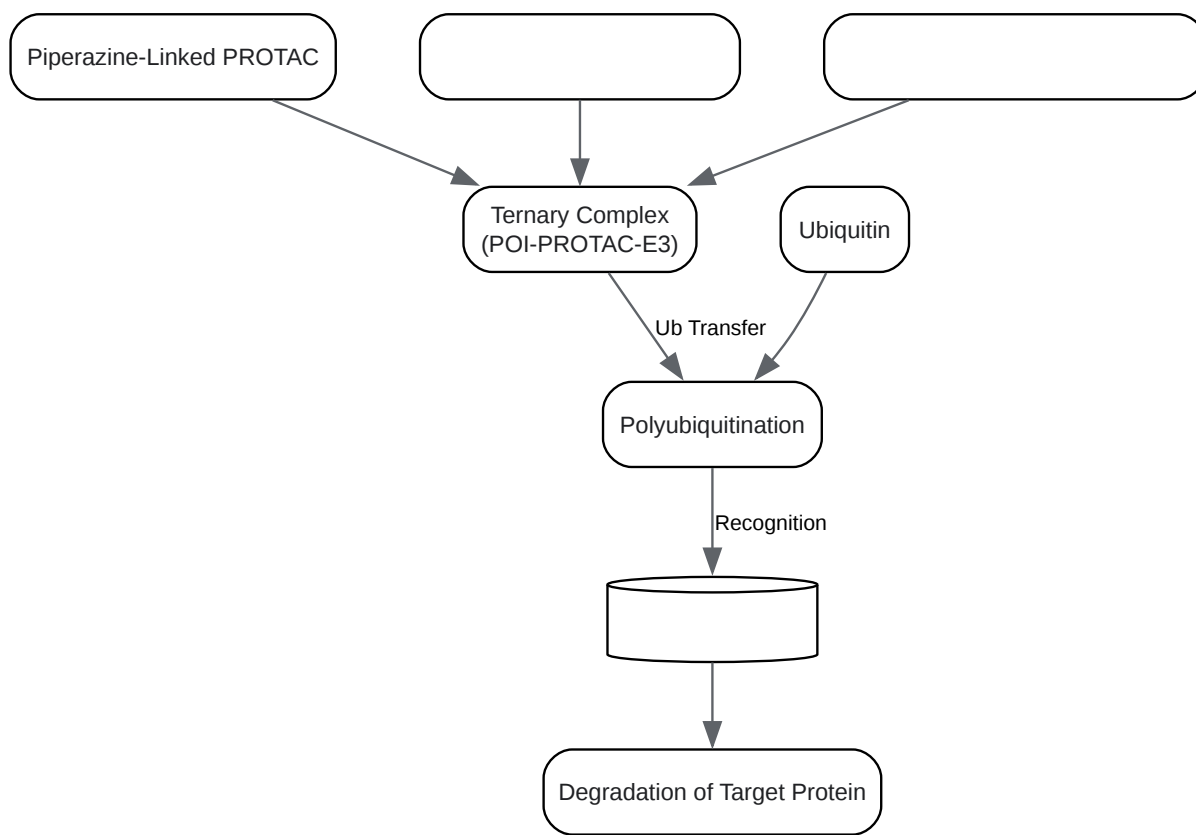 Piperazine-Linked PROTAC
Ternary Complex
(POI-PROTAC-E3)
Ubiquitin
Ub Transfer
Polyubiquitination
Recognition
Degradation of Target Protein